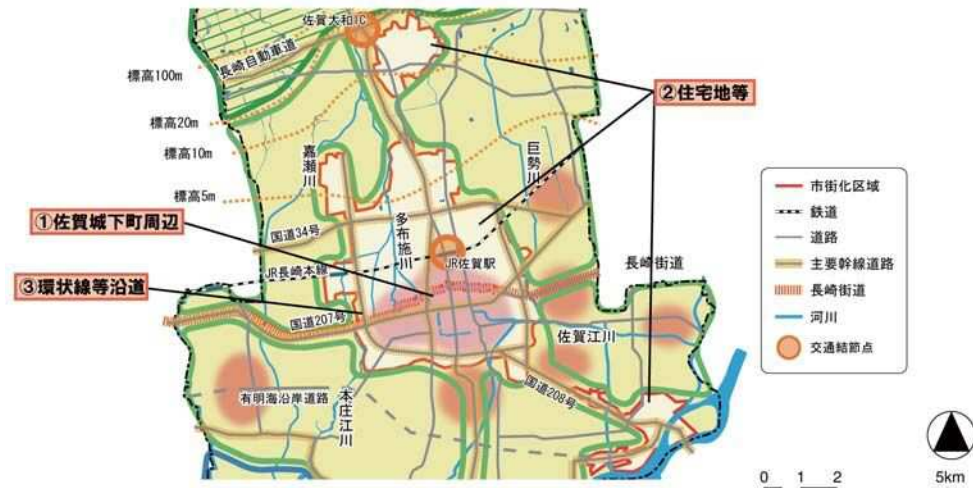 佐賀大和IC
長崎自動車道
標高100m
②住宅地等
標高20m
標高10m
嘉瀬川
巨勢川
標高5m
市街化区域
鉄道
①佐賀城下町周辺
国道34号
多布施川
道路
JR長崎本線
JR佐賀駅
長崎街道
主要幹線道路
③環状線等沿道
長崎街道
国道207号
河川
佐賀江川
交通結節点
国道208号
有明海沿岸道路
本庄江川
0 1 2
5km